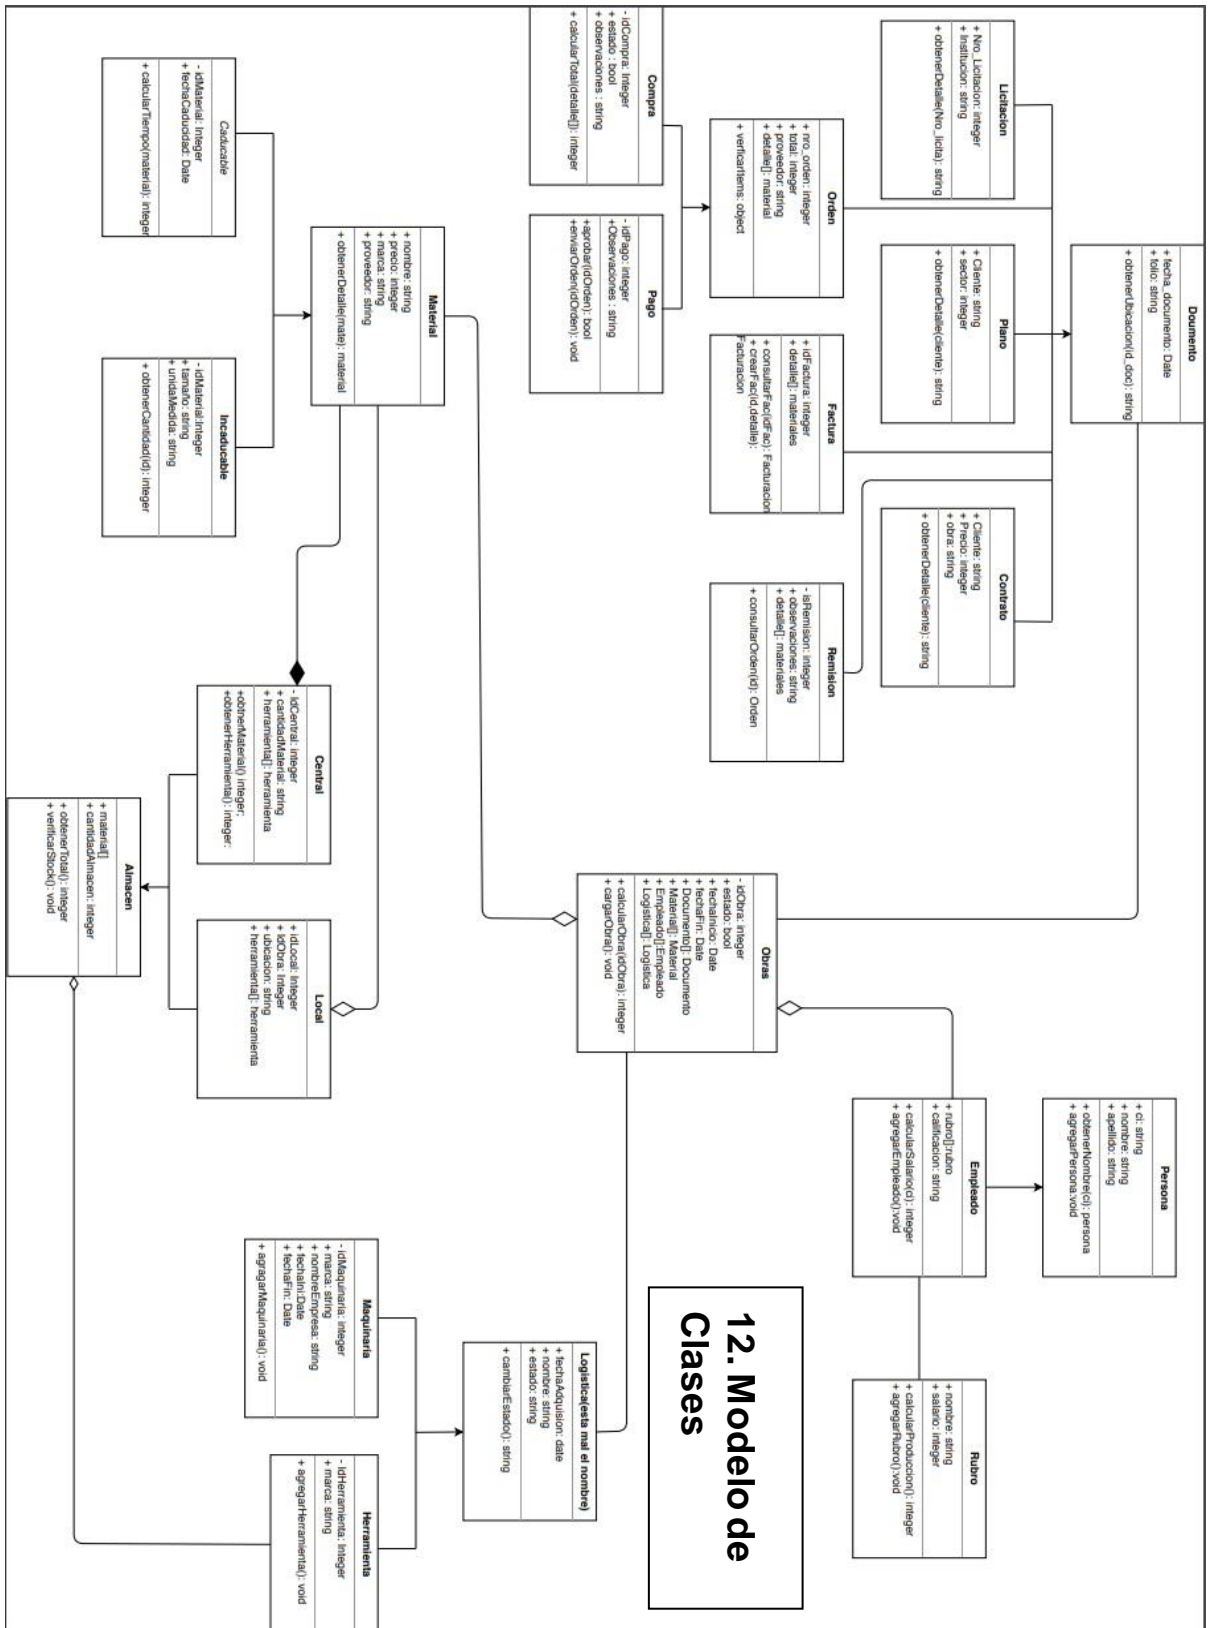 Doumento
+ fecha_documento: Date
+ folio: string
+ obtenerUbicacion(id_doc): string
Licitacion
+ Nro_Licitacion: integer
+ Institucion: string
+ obtenerDetalle(Nro_licita): string
Plano
+ Cliente: string
+ sector: integer
+ obtenerDetalle(cliente): string
Contrato
+ Cliente: string
+ Precio: integer
+ obra: string
+ obtenerDetalle(cliente): string
Orden
+ nro_orden: integer
+ total: integer
+ proveedor: string
+ detalle[]: material
+ verficarItems: object
Factura
+ idFactura: integer
+ detalle[]: materiales
+ consultarFac(idFac): Facturacion
+ crearFac(id,detalle):
Facturacion
Remision
- isRemision: integer
+ observaciones: string
+ detalle[]: materiales
+ consultarOrden(id): Orden
Compra
- idCompra: Integer
+ estado : bool
+ observaciones : string
+ calcularTotal(detalle[]): integer
Pago
- idPago: integer
+Observaciones : string
+aprobar(idOrden): bool
+enviarOrden(idOrden): void
Persona
+ ci: string
+ nombre: string
+ apellido: string
+ obtenerNombre(ci): persona
+ agregarPersona:void
Empleado
+ rubro[]:rubro
+ calificacion: string
+ calcularSalario(ci): integer
+ agregarEmpleado():void
Rubro
+ nombre: string
+ salario: integer
+ calcularProduccion(): integer
+ agregarRubro():void
Obras
- idObra: integer
+ estado: bool
+ fechaInicio: Date
+ fechaFin: Date
+ Documento[]: Documento
+ Material[]: Material
+ Empleado[]:Empleado
+ Logistica[]: Logistica
+ calcularObra(idObra): integer
+ cargarObra(): void
12. Modelo de
Clases
Material
+ nombre: string
+ precio: integer
+ marca: string
+ proveedor: string
+ obtenerDetalle(mate): material
Logistica(esta mal el nombre)
+ fechaAdquision: date
+ nombre: string
+ estado: string
+ cambiarEstado(): string
Caducable
- idMaterial: Integer
+ fechaCaducidad: Date
+ calcularTiempo(material): integer
Incaducable
- idMaterial:Integer
+ tamaño: string
+ unidaMedida: string
+ obtenerCantidad(id): integer
Central
- IdCentral: integer
+ cantidadMaterial: string
+ herramienta[]: herramienta
+obtnerMaterial() integer;
+obtenerHerramienta(): integer:
Local
+ idLocal: Integer
+ IdObra: Integer
+ ubicacion: string
+ herramienta[]: herramienta
Maquinaria
- idMaquinaria: integer
+ marca: string
+ nombreEmpresa: string
+ fechaIni:Date
+ fechaFin: Date
+ agragarMaquinaria(): void
Herramienta
- IdHerramienta: Integer
+ marca: string
+ agregarHerramienta(): void
Almacen
+ material[]
+ cantidadAlmacen: integer
+ obtenerTotal(): integer
+ verificarStock(): void